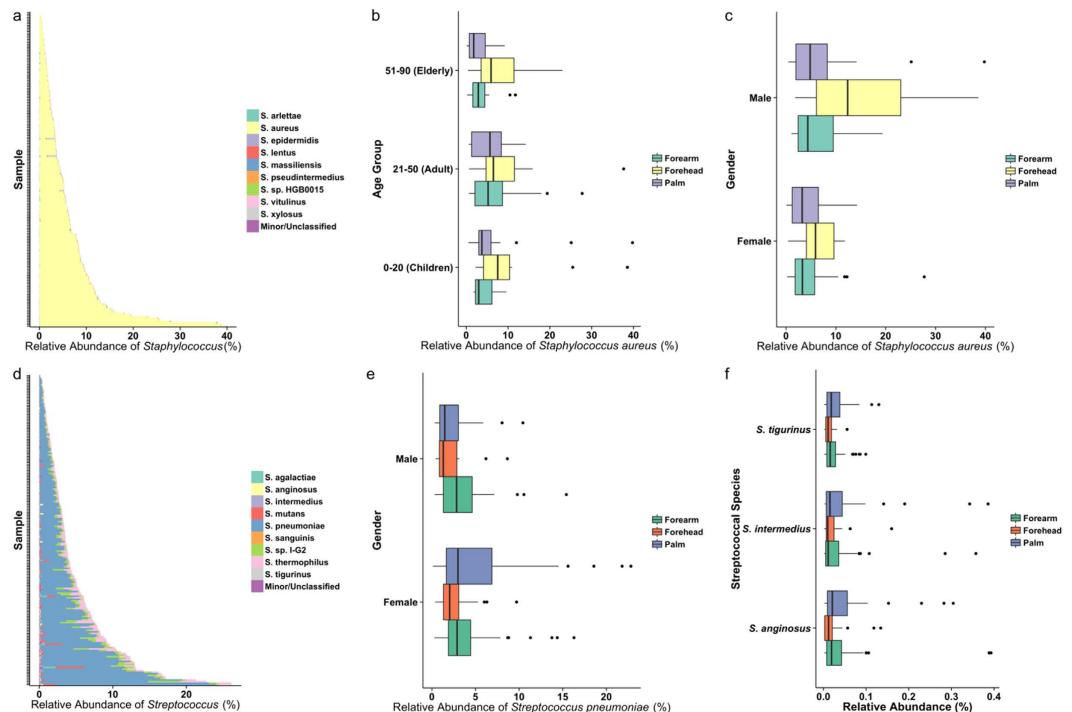 a
Sample
S. arlettae
S. aureus
S. epidermidis
S. lentus
S. massiliensis
S. pseudintermedius
S. sp. HGB0015
S. vitulinus
S. xylosus
Minor/Unclassified
0 10 20 30 40
Relative Abundance of Staphylococcus (%)
b
Age Group
51-90 (Elderly)
21-50 (Adult)
0-20 (Children)
Forearm
Forehead
Palm
0 10 20 30 40
Relative Abundance of Staphylococcus aureus (%)
c
Gender
Male
Female
Forearm
Forehead
Palm
0 10 20 30 40
Relative Abundance of Staphylococcus aureus (%)
d
Sample
S. agalactiae
S. anginosus
S. intermedius
S. mutans
S. pneumoniae
S. sanguinis
S. sp. I-G2
S. thermophilus
S. tigurinus
Minor/Unclassified
0 10 20
Relative Abundance of Streptococcus (%)
e
Gender
Male
Female
Forearm
Forehead
Palm
0 5 10 15 20
Relative Abundance of Streptococcus pneumoniae (%)
f
Streptococcal Species
S. tigurinus
S. intermedius
S. anginosus
Forearm
Forehead
Palm
0.0 0.1 0.2 0.3 0.4
Relative Abundance (%)